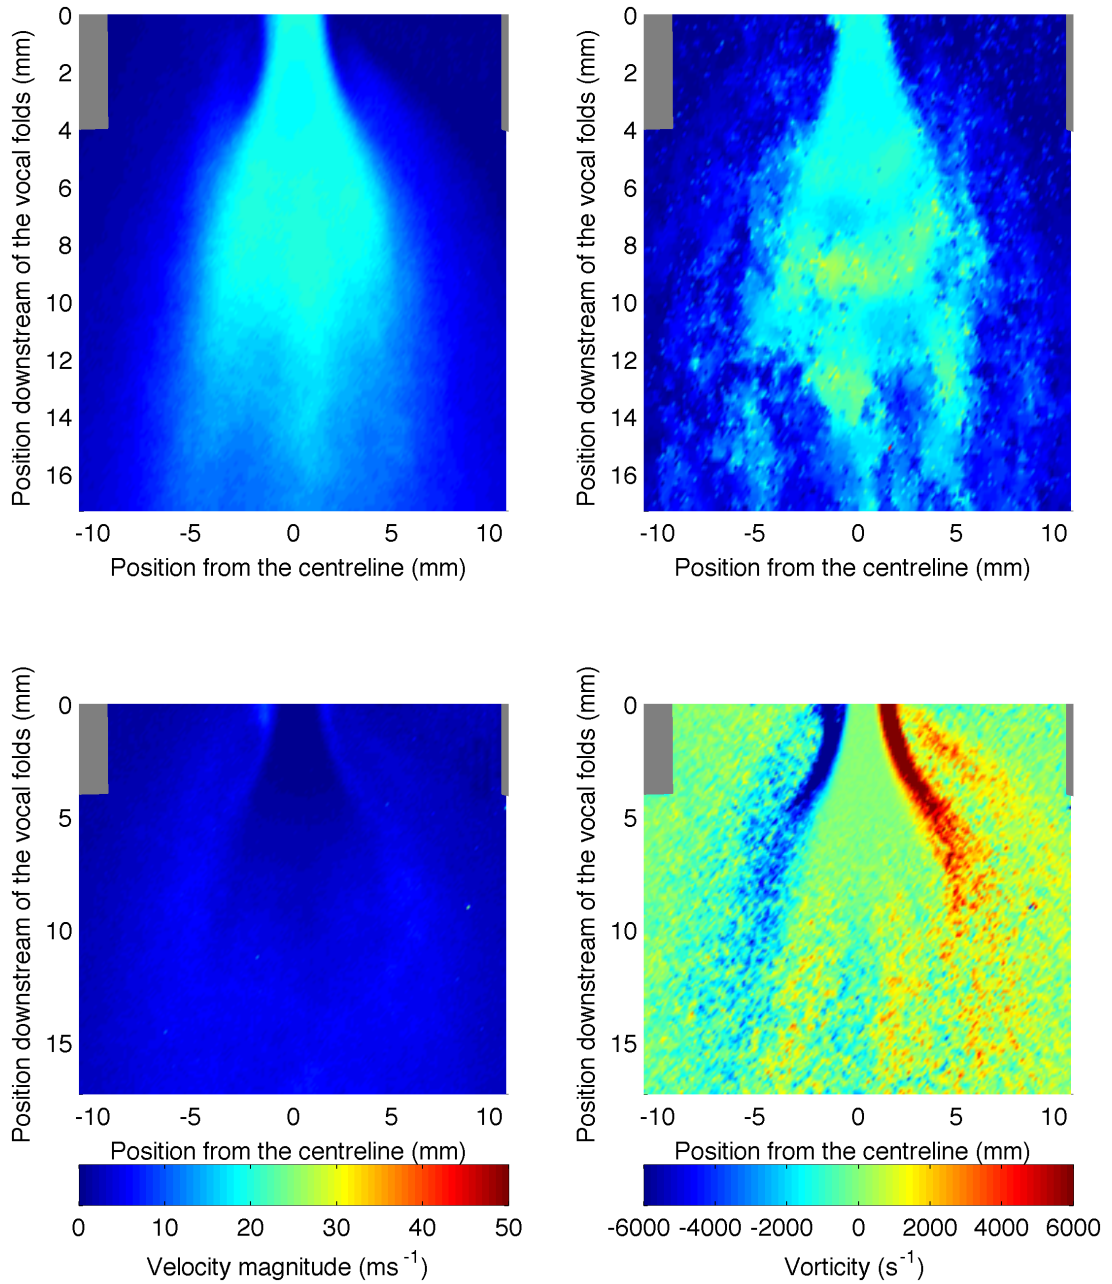 Position downstream of the vocal folds (mm)
0
2
4
6
8
10
12
14
16
-10 -5 0 5 10
Position from the centreline (mm)
Position downstream of the vocal folds (mm)
0
2
4
6
8
10
12
14
16
-10 -5 0 5 10
Position from the centreline (mm)
Position downstream of the vocal folds (mm)
0
5
10
15
-10 -5 0 5 10
Position from the centreline (mm)
0 10 20 30 40 50
Velocity magnitude (ms⁻¹)
Position downstream of the vocal folds (mm)
0
5
10
15
-10 -5 0 5 10
Position from the centreline (mm)
-6000 -4000 -2000 0 2000 4000 6000
Vorticity (s⁻¹)